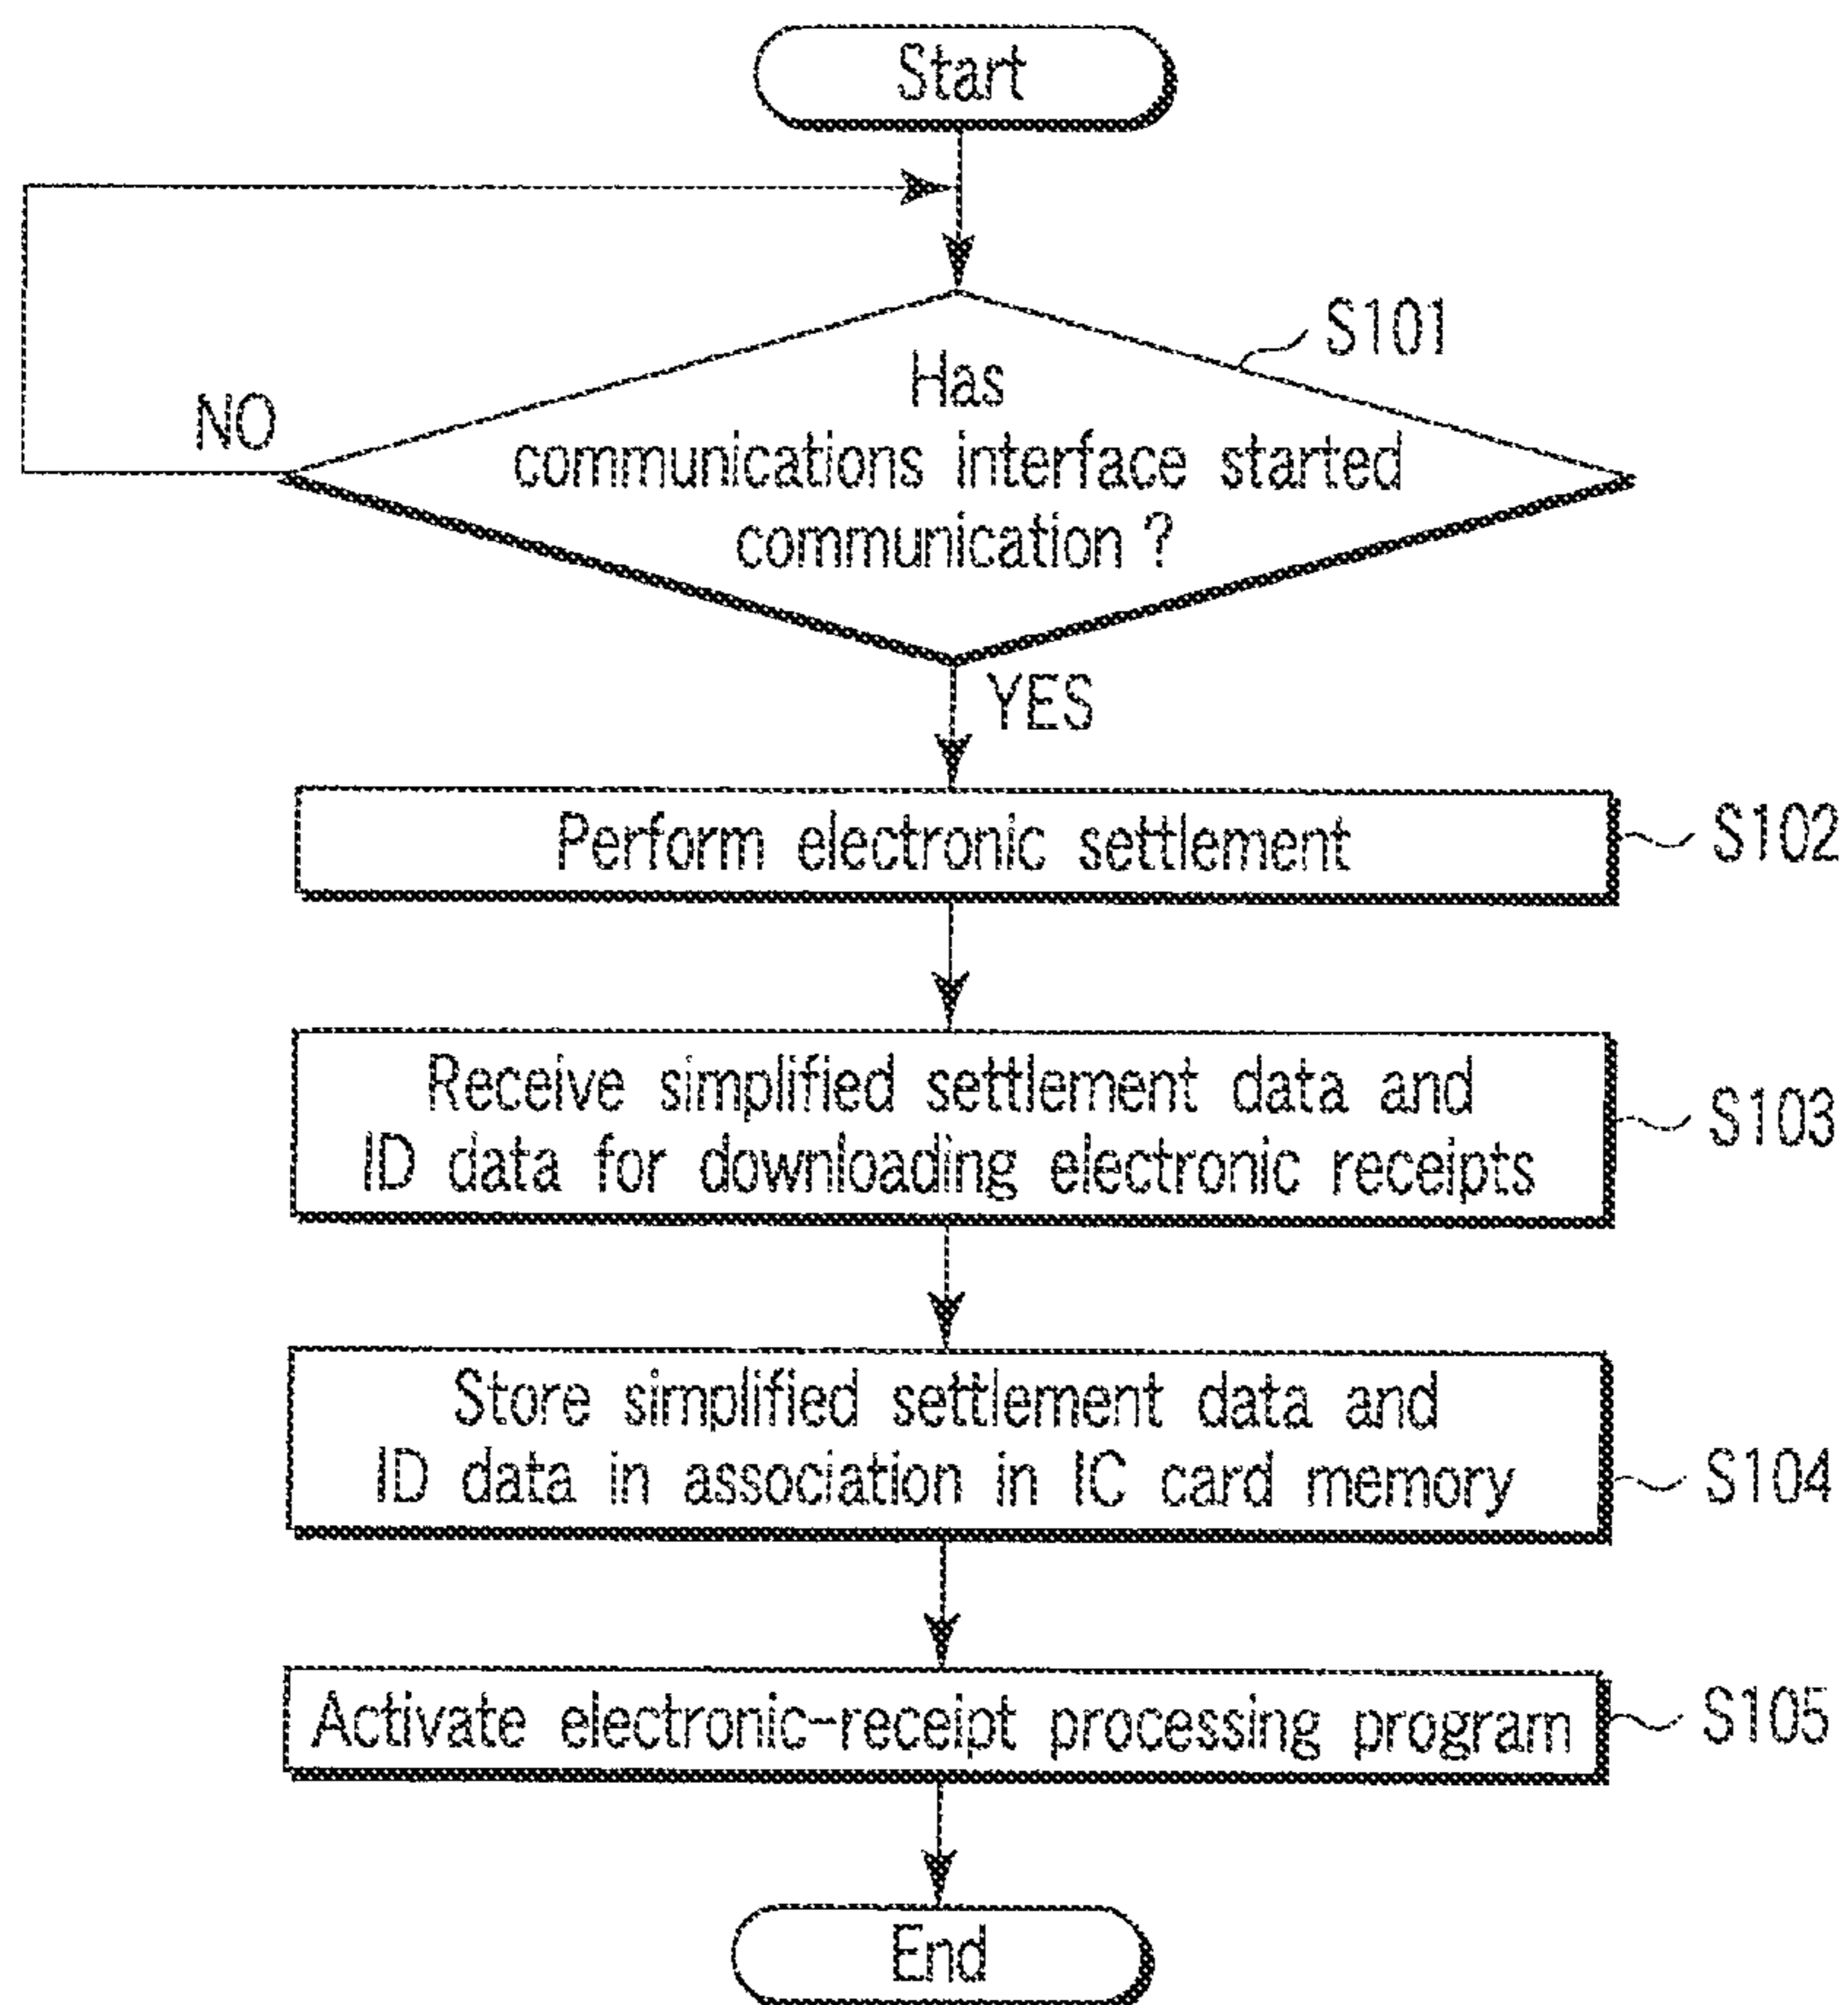 Start
S101
Has
communications interface started
communication ?
NO
YES
Perform electronic settlement
S102
Receive simplified settlement data and
ID data for downloading electronic receipts
S103
Store simplified settlement data and
ID data in association in IC card memory
S104
Activate electronic-receipt processing program
S105
End